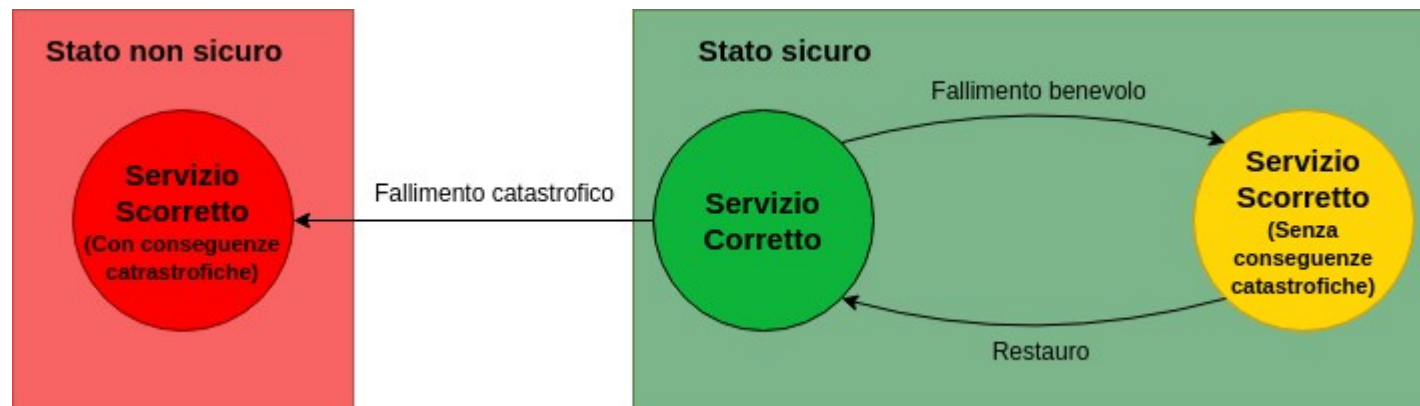 Stato non sicuro
Servizio
Scorretto
(Con conseguenze
catrastrofiche)
Fallimento catastrofico
Stato sicuro
Servizio
Corretto
Fallimento benevolo
Servizio
Scorretto
(Senza
conseguenze
catastrofiche)
Restauro